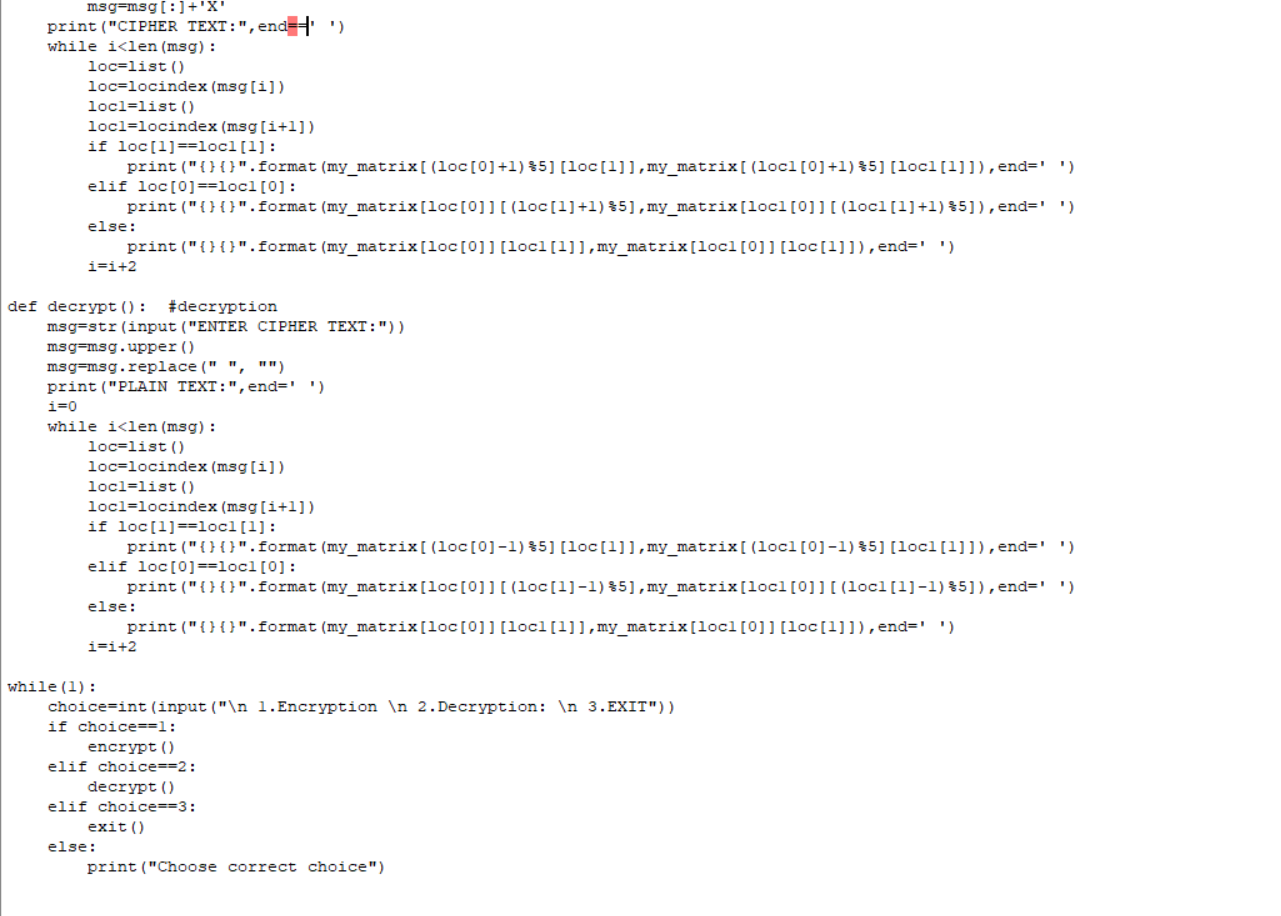 msg=msg[:]+'X'
    print("CIPHER TEXT:",end==' ')
    while i<len(msg):
        loc=list()
        loc=locindex(msg[i])
        loc1=list()
        loc1=locindex(msg[i+1])
        if loc[1]==loc1[1]:
            print("{}{}".format(my_matrix[(loc[0]+1)%5][loc[1]],my_matrix[(loc1[0]+1)%5][loc1[1]]),end=' ')
        elif loc[0]==loc1[0]:
            print("{}{}".format(my_matrix[loc[0]][(loc[1]+1)%5],my_matrix[loc1[0]][(loc1[1]+1)%5]),end=' ')
        else:
            print("{}{}".format(my_matrix[loc[0]][loc1[1]],my_matrix[loc1[0]][loc[1]]),end=' ')
        i=i+2

def decrypt():  #decryption
    msg=str(input("ENTER CIPHER TEXT:"))
    msg=msg.upper()
    msg=msg.replace(" ", "")
    print("PLAIN TEXT:",end=' ')
    i=0
    while i<len(msg):
        loc=list()
        loc=locindex(msg[i])
        loc1=list()
        loc1=locindex(msg[i+1])
        if loc[1]==loc1[1]:
            print("{}{}".format(my_matrix[(loc[0]-1)%5][loc[1]],my_matrix[(loc1[0]-1)%5][loc1[1]]),end=' ')
        elif loc[0]==loc1[0]:
            print("{}{}".format(my_matrix[loc[0]][(loc[1]-1)%5],my_matrix[loc1[0]][(loc1[1]-1)%5]),end=' ')
        else:
            print("{}{}".format(my_matrix[loc[0]][loc1[1]],my_matrix[loc1[0]][loc[1]]),end=' ')
        i=i+2

while(1):
    choice=int(input("\n 1.Encryption \n 2.Decryption: \n 3.EXIT"))
    if choice==1:
        encrypt()
    elif choice==2:
        decrypt()
    elif choice==3:
        exit()
    else:
        print("Choose correct choice")